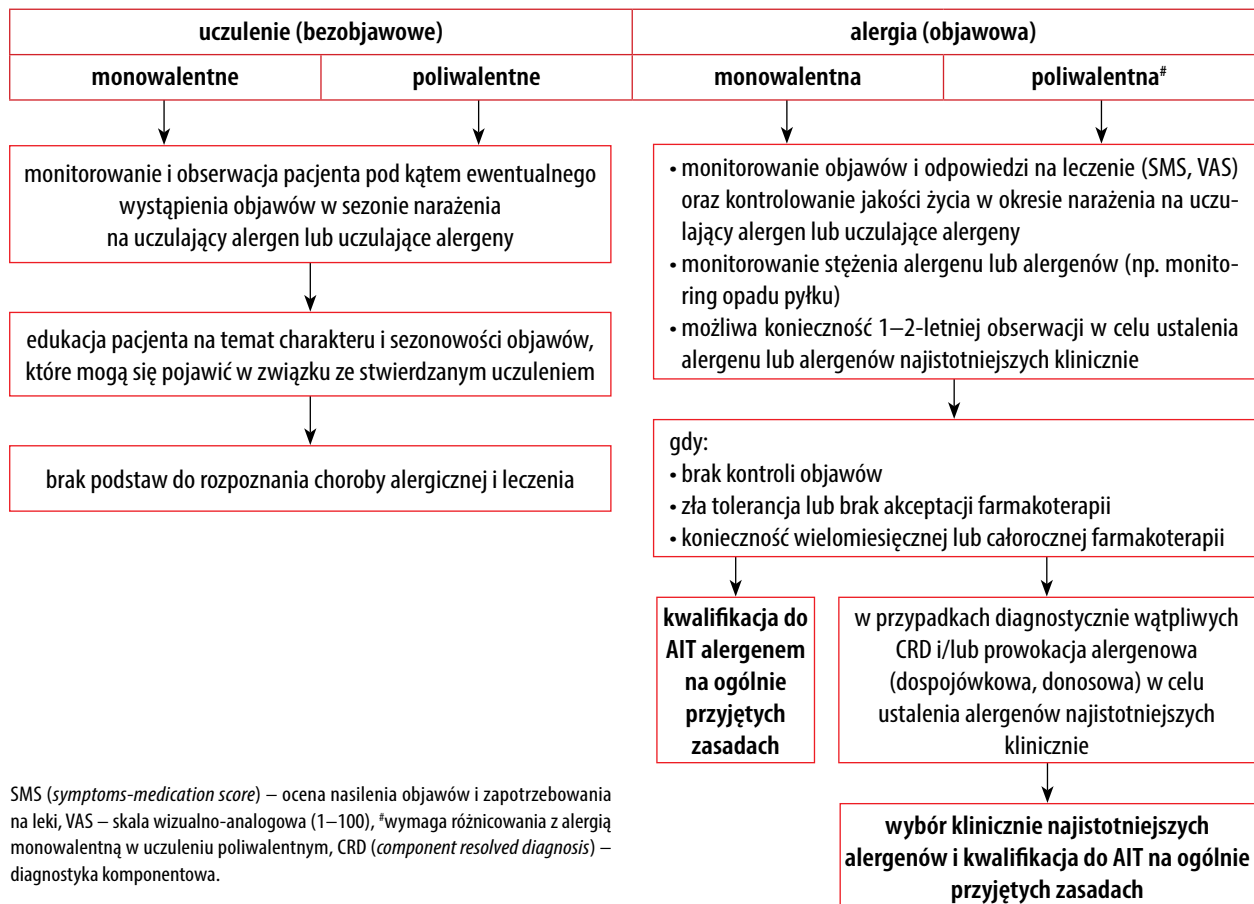 uczulenie (bezobjawowe)
alergia (objawowa)
monowalentne
poliwalentne
monowalentna
poliwalentna#
monitorowanie i obserwacja pacjenta pod kątem ewentualnego
wystąpienia objawów w sezonie narażenia
na uczulający alergen lub uczulające alergeny
edukacja pacjenta na temat charakteru i sezonowości objawów,
które mogą się pojawić w związku ze stwierdzanym uczuleniem
brak podstaw do rozpoznania choroby alergicznej i leczenia
• monitorowanie objawów i odpowiedzi na leczenie (SMS, VAS)
oraz kontrolowanie jakości życia w okresie narażenia na uczu-
lający alergen lub uczulające alergeny
• monitorowanie stężenia alergenu lub alergenów (np. monito-
ring opadu pyłku)
• możliwa konieczność 1–2-letniej obserwacji w celu ustalenia
alergenu lub alergenów najistotniejszych klinicznie
gdy:
• brak kontroli objawów
• zła tolerancja lub brak akceptacji farmakoterapii
• konieczność wielomiesięcznej lub całorocznej farmakoterapii
kwalifikacja do
AIT alergenem
na ogólnie
przyjętych
zasadach
w przypadkach diagnostycznie wątpliwych
CRD i/lub prowokacja alergenowa
(dospojówkowa, donosowa) w celu
ustalenia alergenów najistotniejszych
klinicznie
wybór klinicznie najistotniejszych
alergenów i kwalifikacja do AIT na ogólnie
przyjętych zasadach
SMS (symptoms-medication score) – ocena nasilenia objawów i zapotrzebowania
na leki, VAS – skala wizualno-analogowa (1–100), #wymaga różnicowania z alergią
monowalentną w uczuleniu poliwalentnym, CRD (component resolved diagnosis) –
diagnostyka komponentowa.